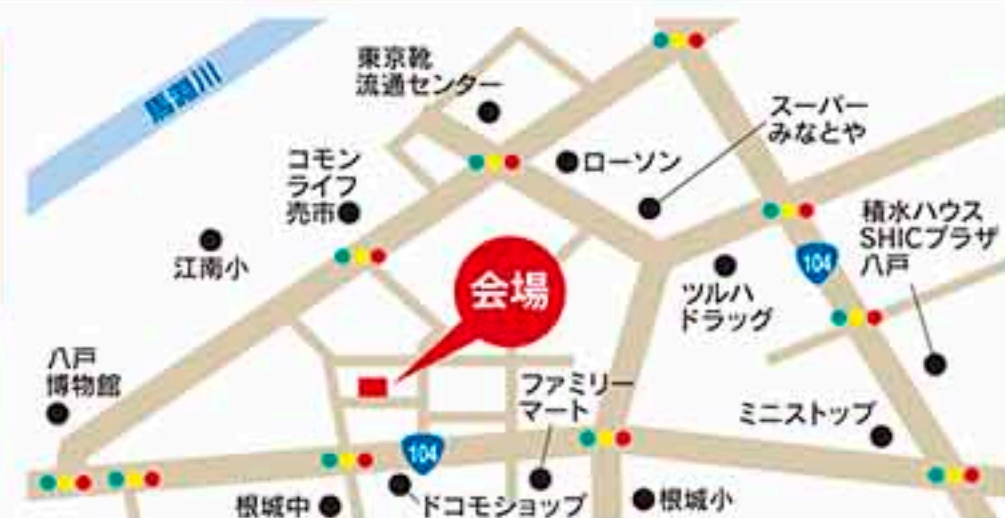 東京靴
流通センター
馬淵川
スーパー
みなとや
コモン
ライフ
売市
ローソン
積水ハウス
SHICプラザ
八戸
江南小
104
会場
ツルハ
ドラッグ
八戸
博物館
ファミリー
マート
ミニストップ
104
根城中
ドコモショップ
根城小